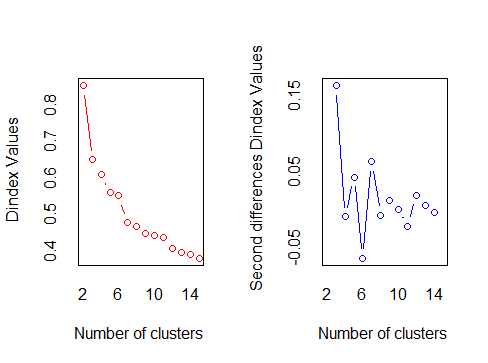 Dindex Values
0.8
0.7
0.6
0.5
0.4
2 6 10 14
Number of clusters
Second differences Dindex Values
0.15
0.05
-0.05
2 6 10 14
Number of clusters